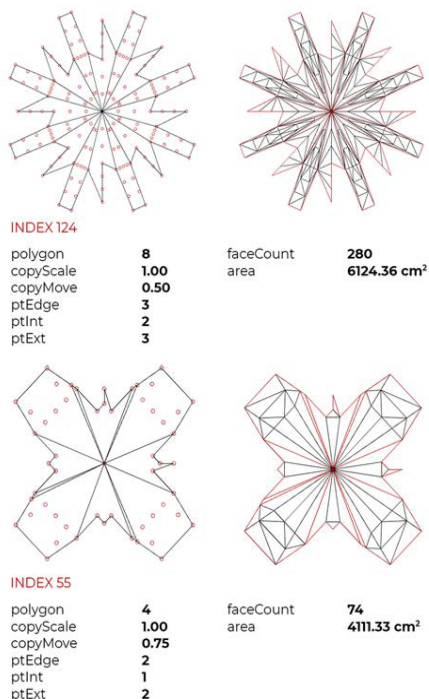 INDEX 124
polygon 8 faceCount 280
copyScale 1.00 area 6124.36 cm²
copyMove 0.50
ptEdge 3
ptInt 2
ptExt 3
INDEX 55
polygon 4 faceCount 74
copyScale 1.00 area 4111.33 cm²
copyMove 0.75
ptEdge 2
ptInt 1
ptExt 2